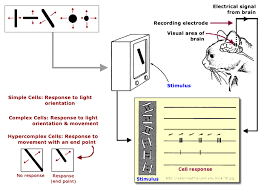 Electrical signal
from brain
Recording electrode
Visual area of
brain
Stimulus
Simple Cells: Response to light
orientation
Complex Cells: Response to light
orientation & movement
Hypercomplex Cells: Response to
movement with an end point
No response
Response
(end point)
Stimulus
Cell response